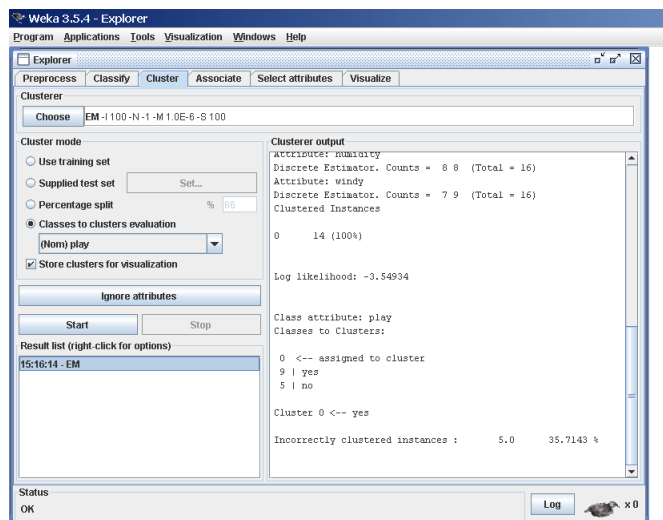 Weka 3.5.4 - Explorer
Program Applications Tools Visualization Windows Help
Explorer
Preprocess Classify Cluster Associate Select attributes Visualize
Clusterer
Choose EM -I 100 -N -1 -M 1.0E-6 -S 100
Cluster mode
Use training set
Supplied test set Set...
Percentage split % 66
Classes to clusters evaluation
(Nom) play
Store clusters for visualization
Ignore attributes
Start Stop
Result list (right-click for options)
15:16:14 - EM
Clusterer output
Attribute: humidity
Discrete Estimator. Counts = 8 8 (Total = 16)
Attribute: windy
Discrete Estimator. Counts = 7 9 (Total = 16)
Clustered Instances
0 14 (100%)
Log likelihood: -3.54934
Class attribute: play
Classes to Clusters:
0 <-- assigned to cluster
9 | yes
5 | no
Cluster 0 <-- yes
Incorrectly clustered instances : 5.0 35.7143 %
Status
OK
Log x 0